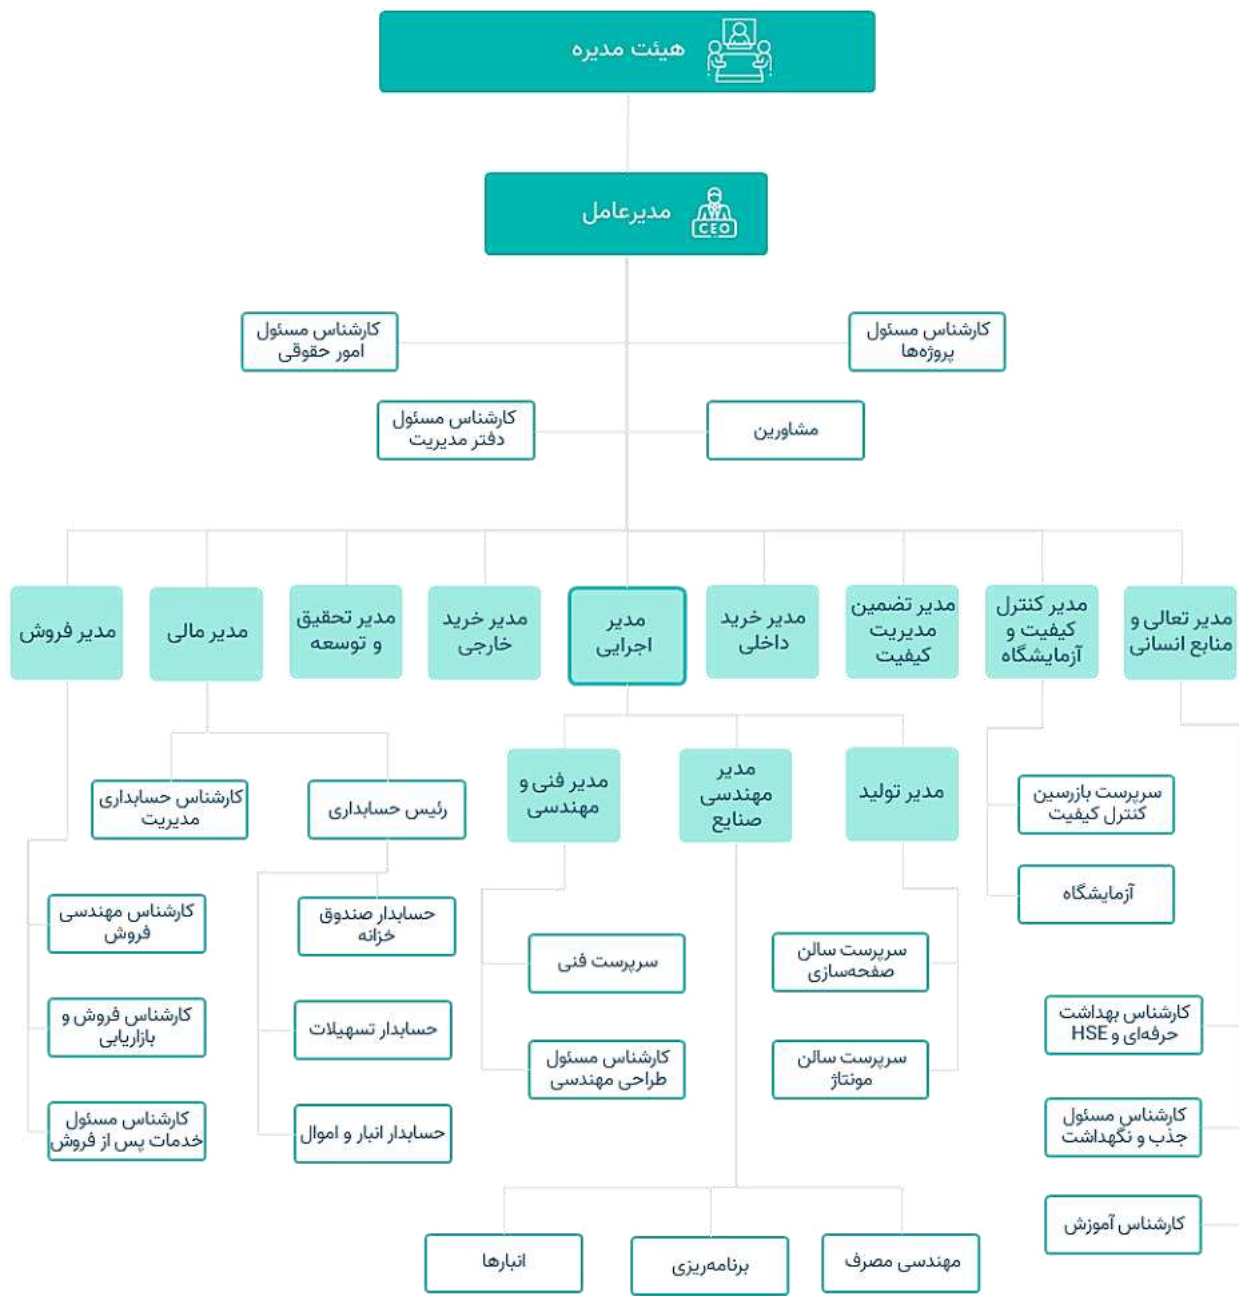 هیئت مدیره
مدیرعامل
CEO
کارشناس مسئول
پروژه‌ها
کارشناس مسئول
امور حقوقی
مشاورین
کارشناس مسئول
دفتر مدیریت
مدیر تعالی و
منابع انسانی
مدیر کنترل
کیفیت و
آزمایشگاه
مدیر تضمین
مدیریت
کیفیت
مدیر خرید
داخلی
مدیر
اجرایی
مدیر خرید
خارجی
مدیر تحقیق
و توسعه
مدیر مالی
مدیر فروش
مدیر تولید
مدیر
مهندسی
صنایع
مدیر فنی و
مهندسی
رئیس حسابداری
کارشناس حسابداری
مدیریت
سرپرست بازرسین
کنترل کیفیت
آزمایشگاه
سرپرست سالن
صفحه‌سازی
سرپرست سالن
مونتاژ
سرپرست فنی
کارشناس مسئول
طراحی مهندسی
حسابدار صندوق
خزانه
حسابدار تسهیلات
حسابدار انبار و اموال
کارشناس مهندسی
فروش
کارشناس فروش و
بازاریابی
کارشناس مسئول
خدمات پس از فروش
کارشناس بهداشت
حرفه‌ای و HSE
کارشناس مسئول
جذب و نگهداشت
کارشناس آموزش
مهندسی مصرف
برنامه‌ریزی
انبارها